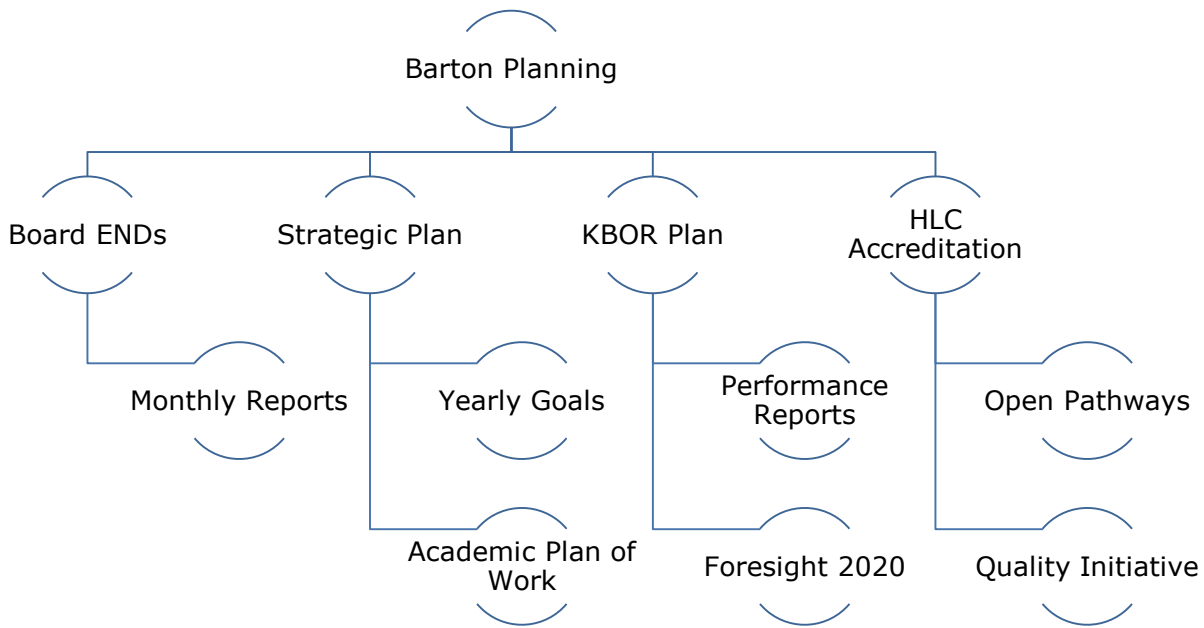 Barton Planning
Board ENDs
Strategic Plan
KBOR Plan
HLC
Accreditation
Monthly Reports
Yearly Goals
Performance
Reports
Open Pathways
Academic Plan of
Work
Foresight 2020
Quality Initiative